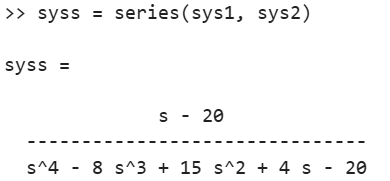 >> syss = series(sys1, sys2)
syss =
s - 20
-------------------------------
s^4 - 8 s^3 + 15 s^2 + 4 s - 20